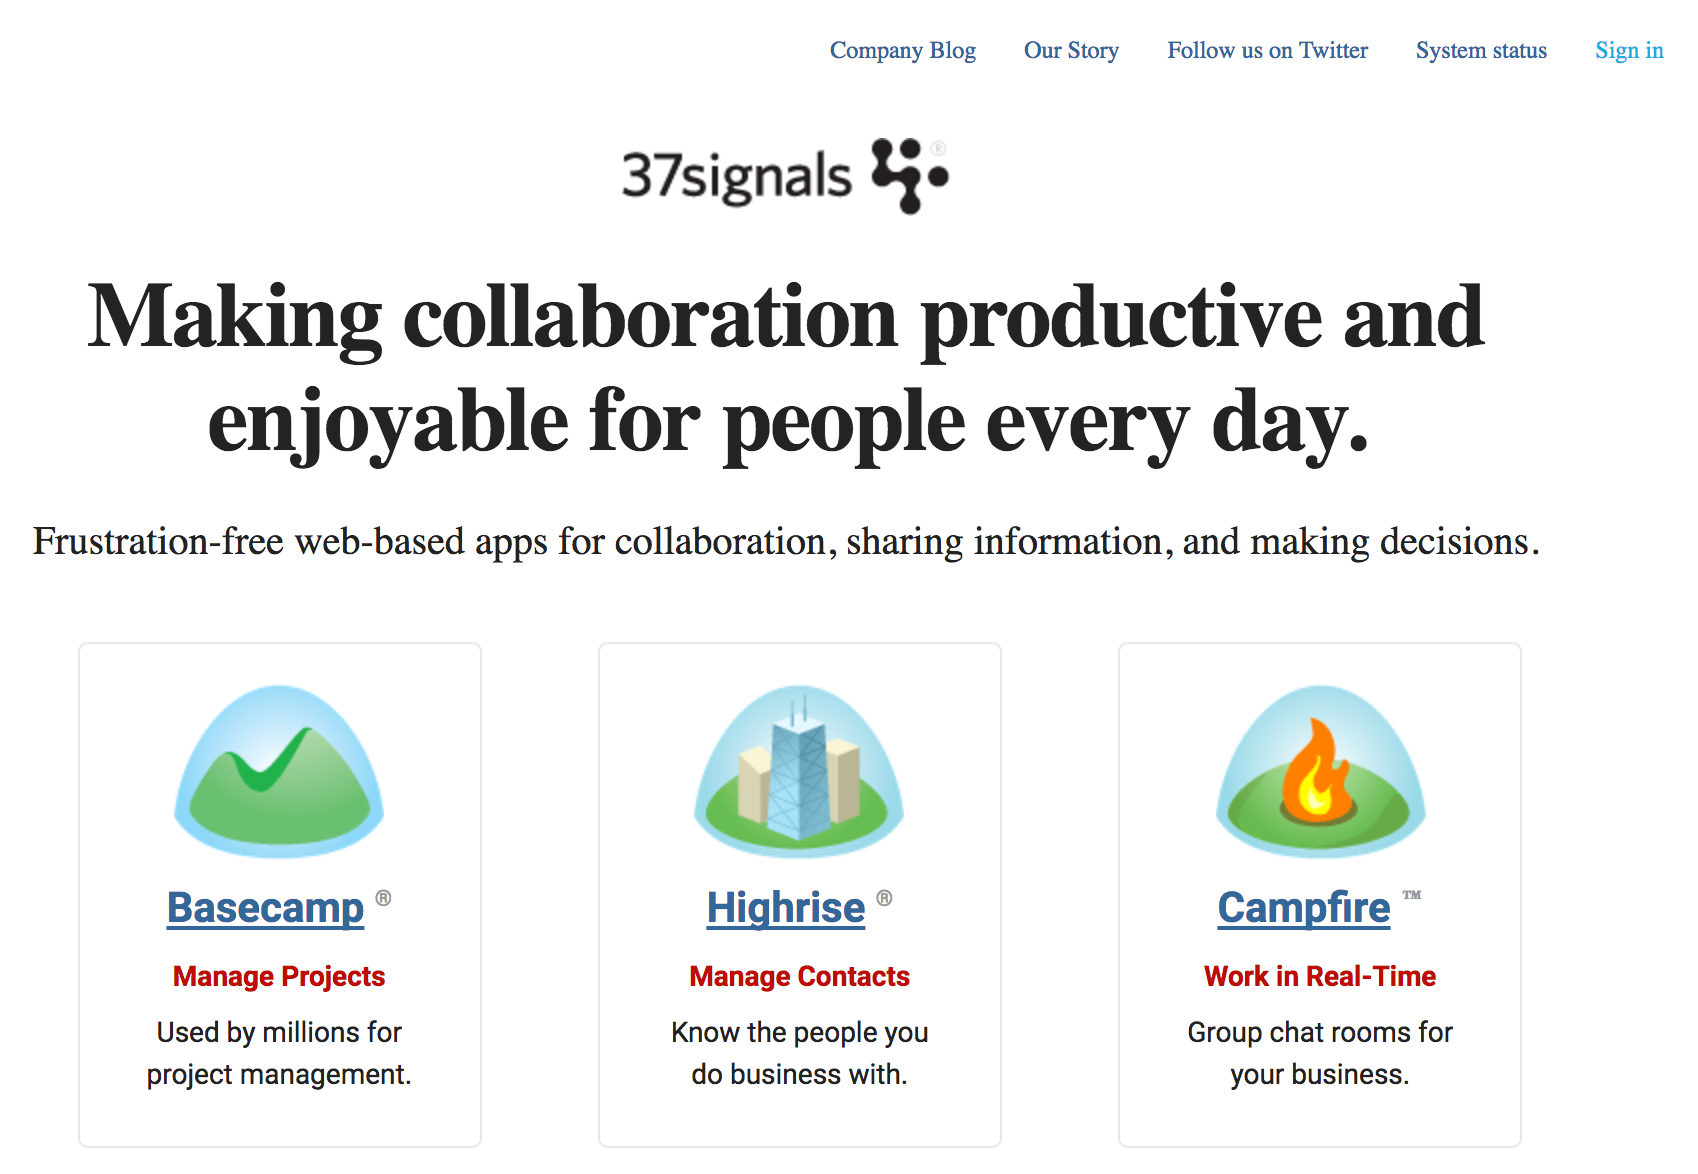 Company Blog Our Story Follow us on Twitter System status Sign in
37signals ®
Making collaboration productive and
enjoyable for people every day.
Frustration-free web-based apps for collaboration, sharing information, and making decisions.
Basecamp ®
Manage Projects
Used by millions for
project management.
Highrise ®
Manage Contacts
Know the people you
do business with.
Campfire ™
Work in Real-Time
Group chat rooms for
your business.